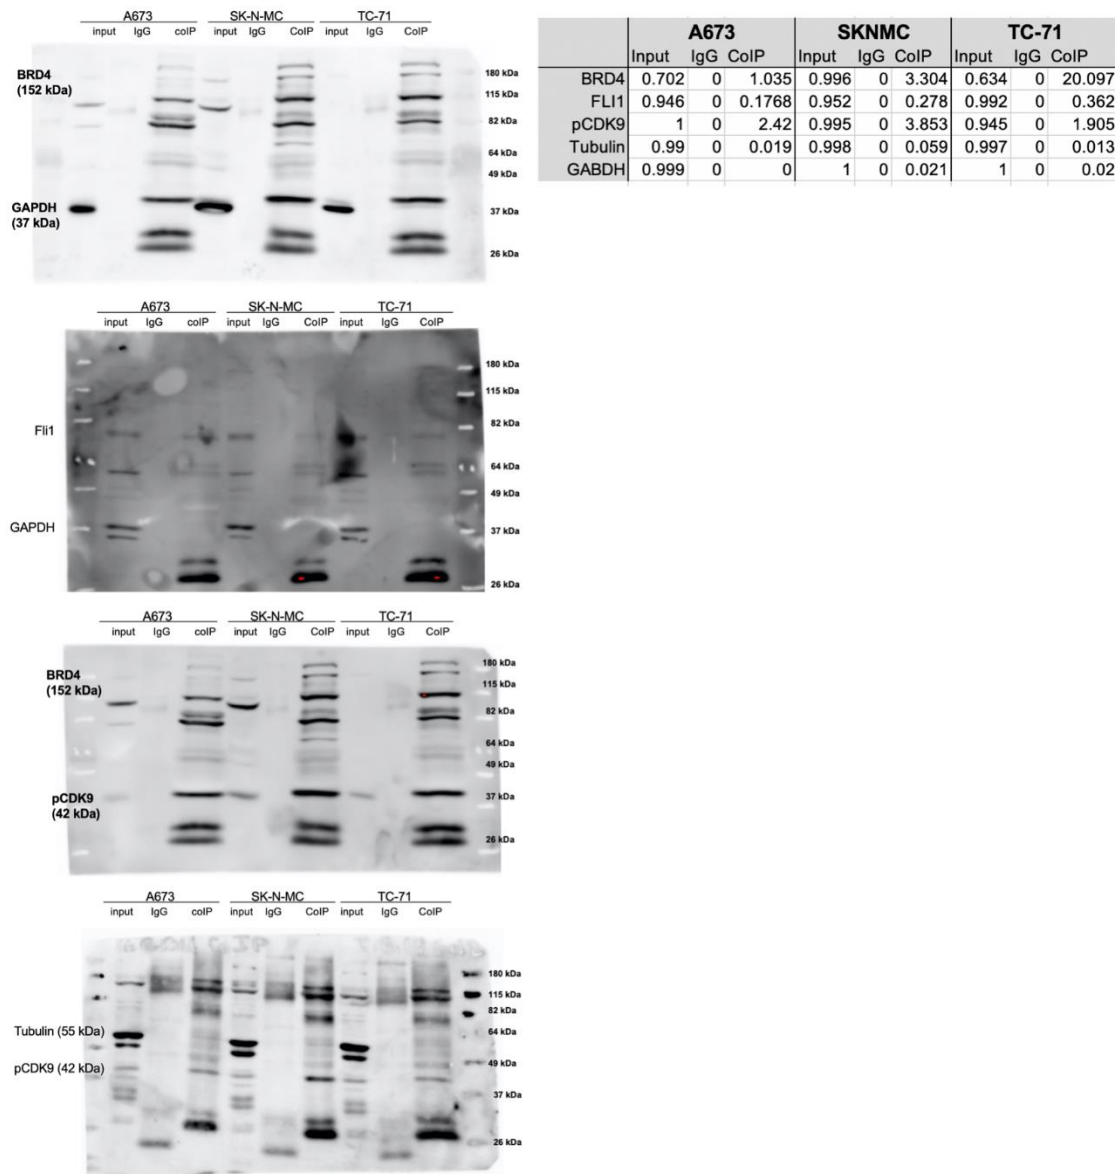 A673 SK-N-MC TC-71
input IgG coIP input IgG CoIP input IgG CoIP
BRD4
(152 kDa)
180 kDa
115 kDa
82 kDa
64 kDa
49 kDa
GAPDH
(37 kDa)
37 kDa
26 kDa
A673 SKNMC TC-71
Input IgG CoIP Input IgG CoIP Input IgG CoIP
BRD4 0.702 0 1.035 0.996 0 3.304 0.634 0 20.097
FLI1 0.946 0 0.1768 0.952 0 0.278 0.992 0 0.362
pCDK9 1 0 2.42 0.995 0 3.853 0.945 0 1.905
Tubulin 0.99 0 0.019 0.998 0 0.059 0.997 0 0.013
GABDH 0.999 0 0 1 0 0.021 1 0 0.02
A673 SK-N-MC TC-71
input IgG coIP input IgG CoIP input IgG CoIP
180 kDa
115 kDa
82 kDa
Fli1
64 kDa
49 kDa
GAPDH
37 kDa
26 kDa
A673 SK-N-MC TC-71
input IgG coIP input IgG CoIP input IgG CoIP
180 kDa
BRD4
(152 kDa)
115 kDa
82 kDa
64 kDa
49 kDa
pCDK9
(42 kDa)
37 kDa
26 kDa
A673 SK-N-MC TC-71
input IgG coIP input IgG CoIP input IgG CoIP
180 kDa
115 kDa
82 kDa
Tubulin (55 kDa)
64 kDa
pCDK9 (42 kDa)
49 kDa
37 kDa
26 kDa